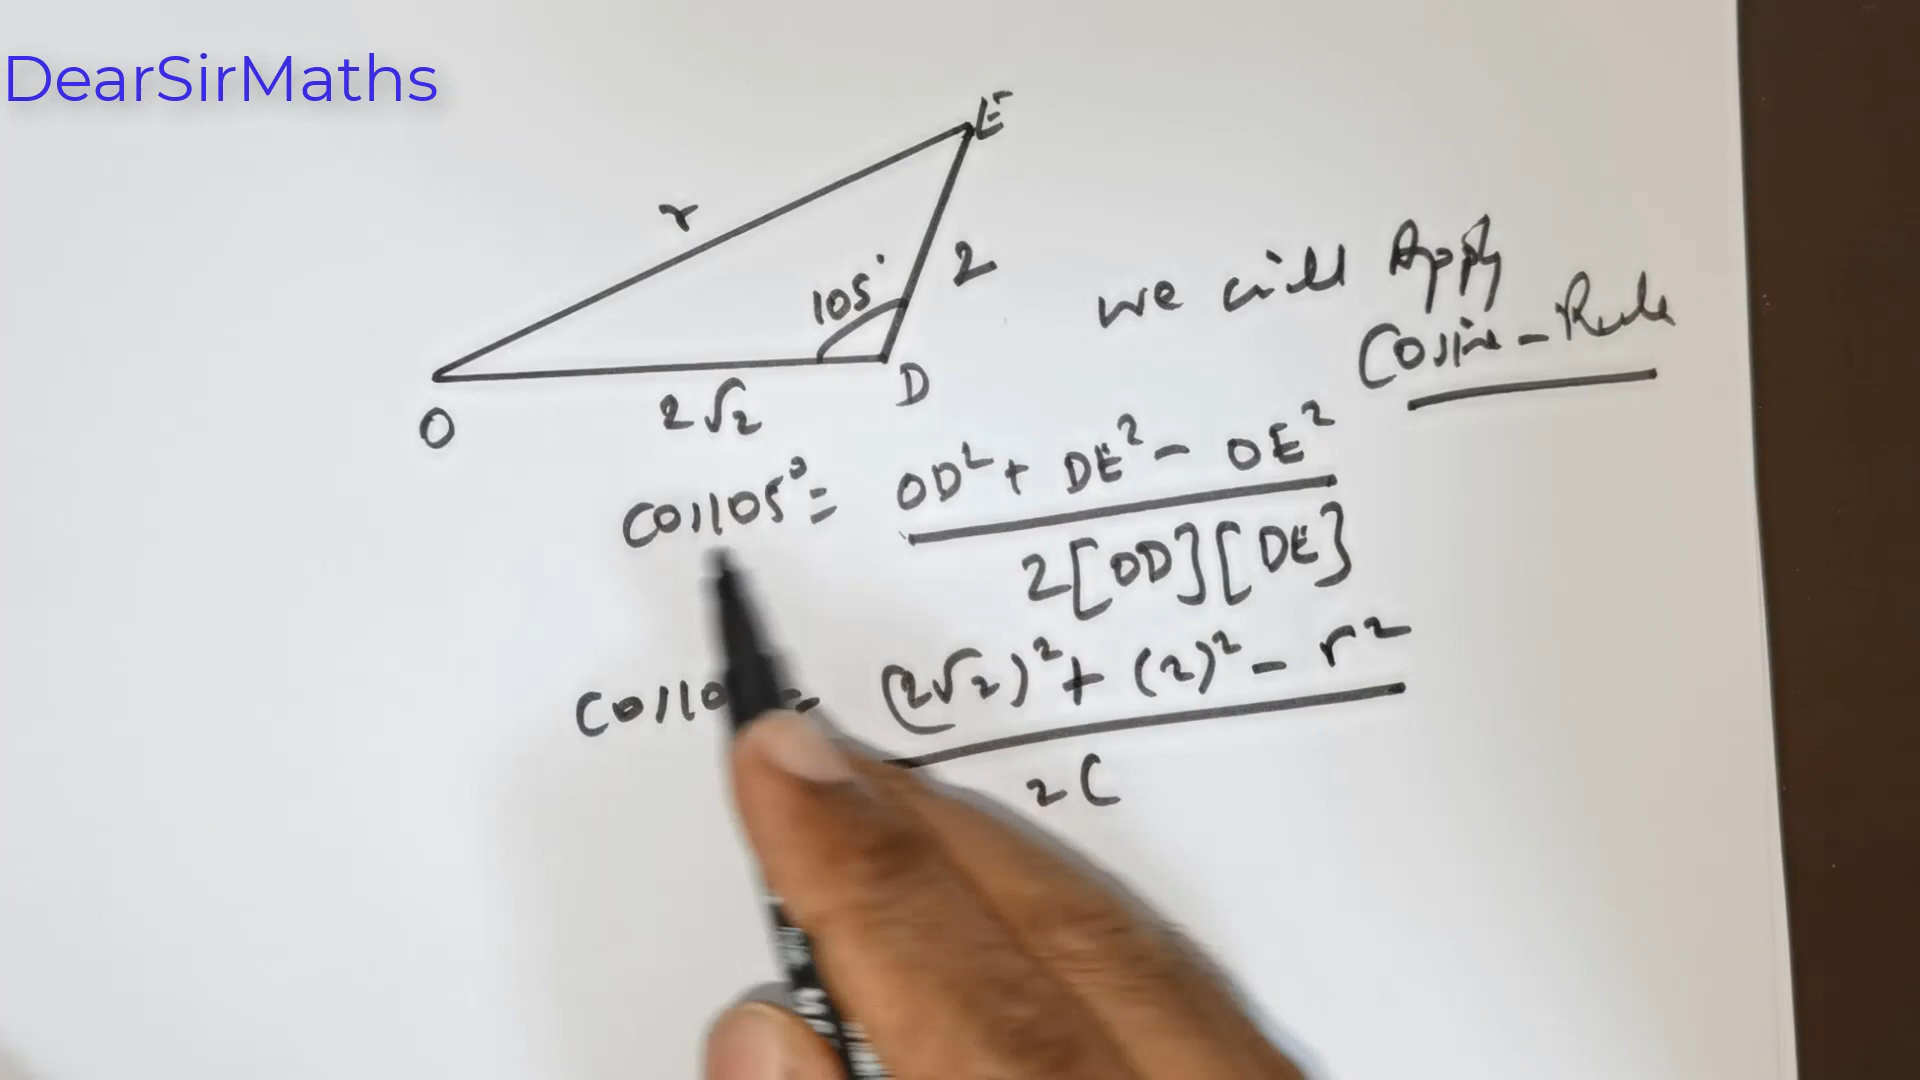 DearSirMaths
E
r
105°
2
O
2√2
D
we will Apply
Cosine-Rule
cos105° = OD² + DE² - OE²
2[OD][DE]
cos10 = (2√2)² + (2)² - r²
2(